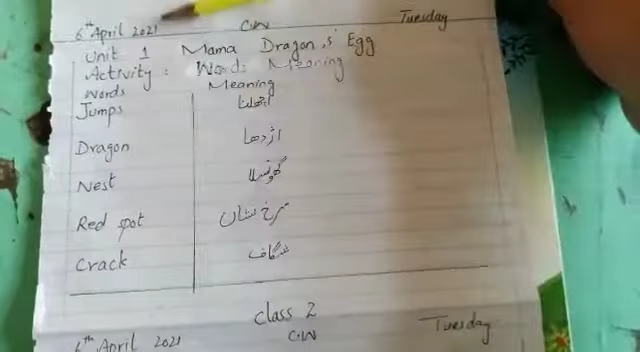 6th April 2021 C.W Tuesday
Unit 1 Mama Dragon,s' Egg
Activity : Words Meaning
Words Meaning
Jumps اچھلنا
Dragon اژدھا
Nest گھونسلا
Red spot سرخ نشان
Crack شگاف
Class 2
6th April 2021 C.W Tuesday